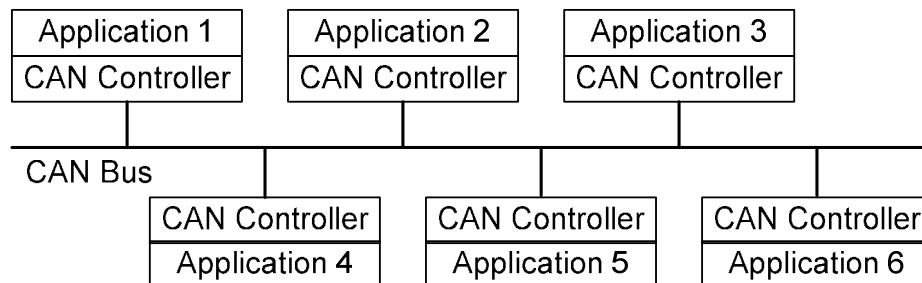 Application 1
CAN Controller
Application 2
CAN Controller
Application 3
CAN Controller
CAN Bus
CAN Controller
Application 4
CAN Controller
Application 5
CAN Controller
Application 6